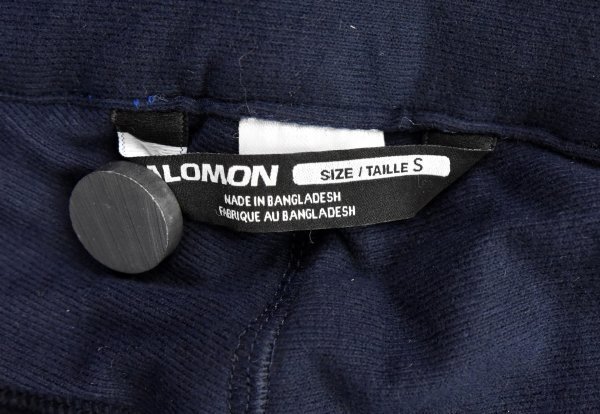 ALOMON SIZE / TAILLE S
MADE IN BANGLADESH
FABRIQUE AU BANGLADESH